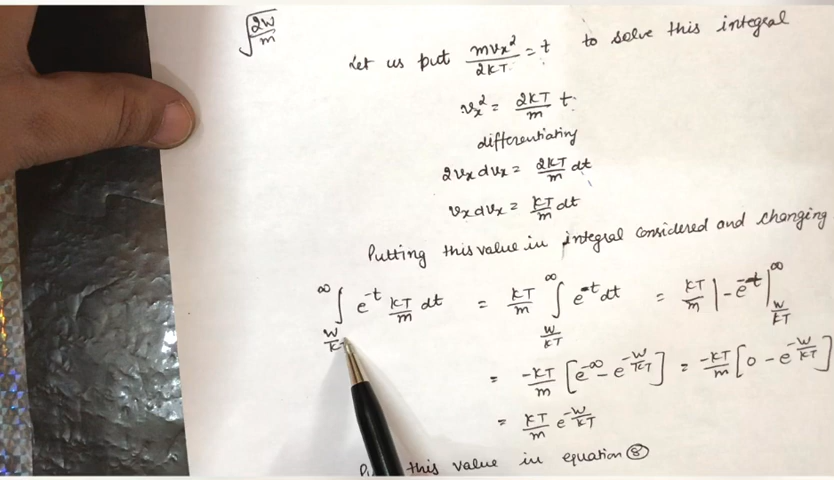 √(2W/m)
Let us put mvx²/2KT = t to solve this integral
vx² = 2KT/m t
differentiating
2vx dvx = 2KT/m dt
vx dvx = KT/m dt
Putting this value in integral considered and changing
∫_{W/KT}^{∞} e^{-t} KT/m dt = KT/m ∫_{W/KT}^{∞} e^{-t} dt = KT/m |-e^{-t}|_{W/KT}^{∞}
= -KT/m [e^{-∞} - e^{-W/KT}] = -KT/m [0 - e^{-W/KT}]
= KT/m e^{-W/KT}
this value in equation ⑧